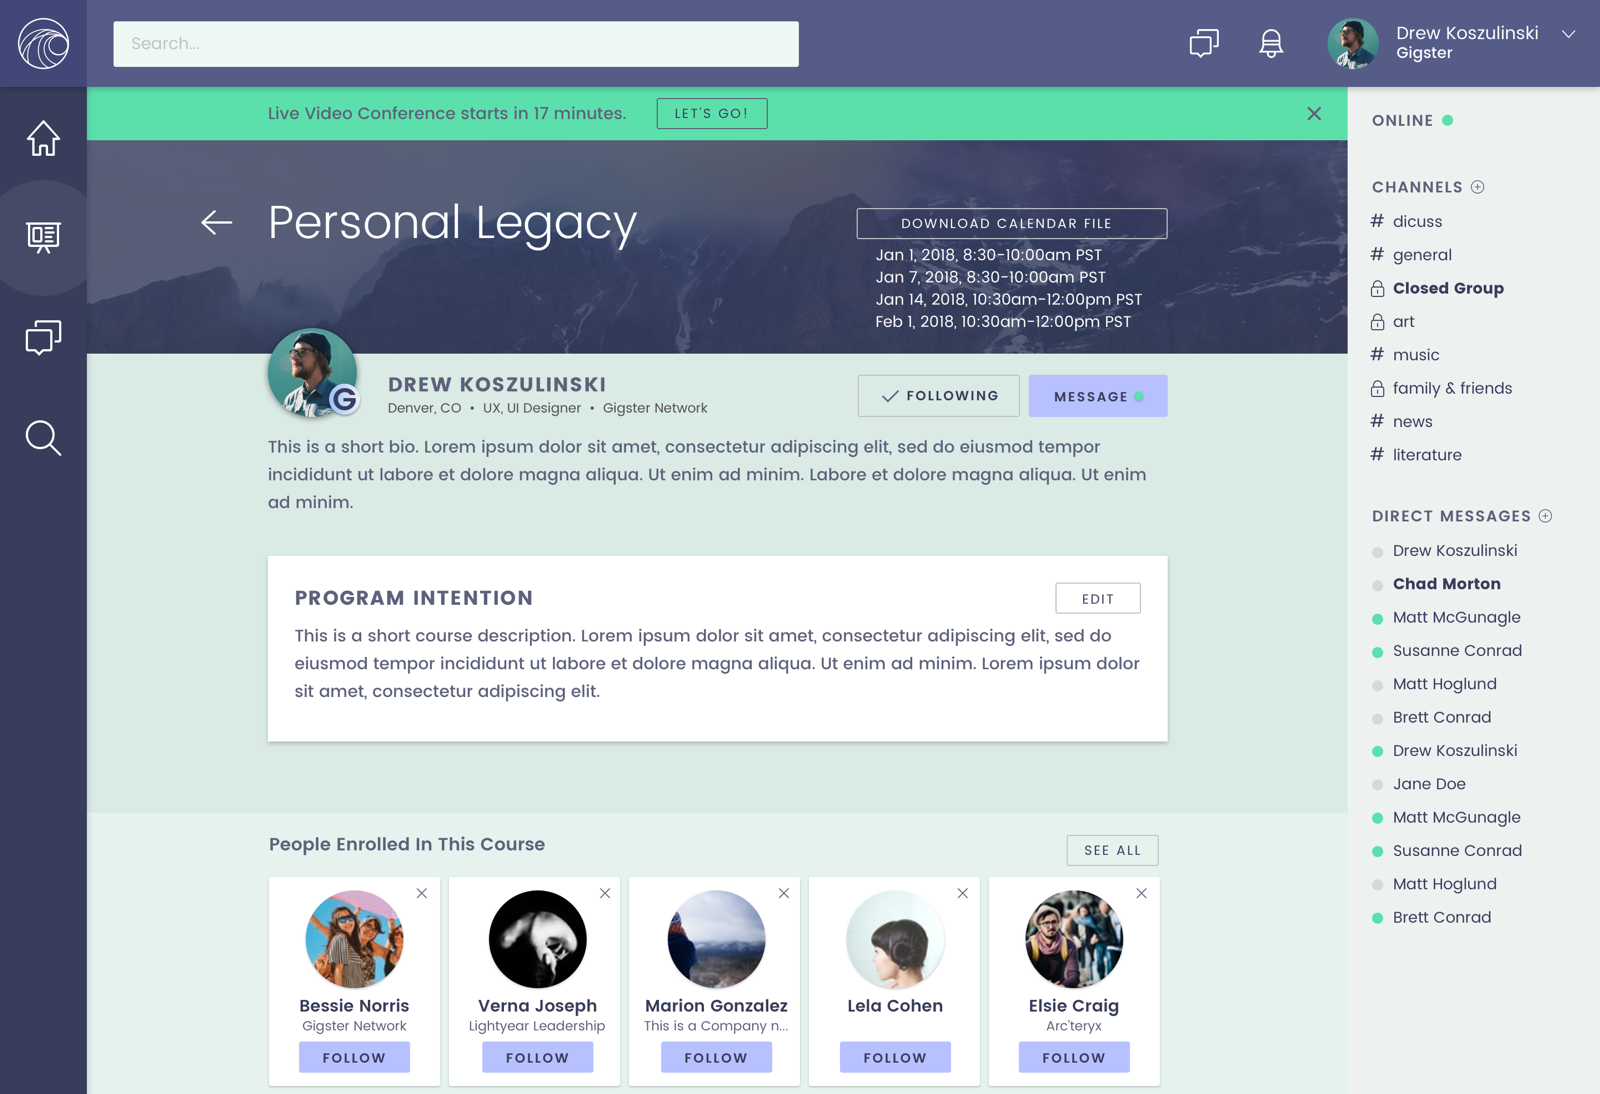 Search...
Drew Koszulinski
Gigster
Live Video Conference starts in 17 minutes.
LET'S GO!
Personal Legacy
DOWNLOAD CALENDAR FILE
Jan 1, 2018, 8:30-10:00am PST
Jan 7, 2018, 8:30-10:00am PST
Jan 14, 2018, 10:30am-12:00pm PST
Feb 1, 2018, 10:30am-12:00pm PST
G
DREW KOSZULINSKI
Denver, CO • UX, UI Designer • Gigster Network
FOLLOWING
MESSAGE
This is a short bio. Lorem ipsum dolor sit amet, consectetur adipiscing elit, sed do eiusmod tempor
incididunt ut labore et dolore magna aliqua. Ut enim ad minim. Labore et dolore magna aliqua. Ut enim
ad minim.
PROGRAM INTENTION
EDIT
This is a short course description. Lorem ipsum dolor sit amet, consectetur adipiscing elit, sed do
eiusmod tempor incididunt ut labore et dolore magna aliqua. Ut enim ad minim. Lorem ipsum dolor
sit amet, consectetur adipiscing elit.
People Enrolled In This Course
SEE ALL
Bessie Norris
Gigster Network
FOLLOW
Verna Joseph
Lightyear Leadership
FOLLOW
Marion Gonzalez
This is a Company n...
FOLLOW
Lela Cohen
FOLLOW
Elsie Craig
Arc'teryx
FOLLOW
ONLINE
CHANNELS
# dicuss
# general
Closed Group
art
# music
family & friends
# news
# literature
DIRECT MESSAGES
Drew Koszulinski
Chad Morton
Matt McGunagle
Susanne Conrad
Matt Hoglund
Brett Conrad
Drew Koszulinski
Jane Doe
Matt McGunagle
Susanne Conrad
Matt Hoglund
Brett Conrad